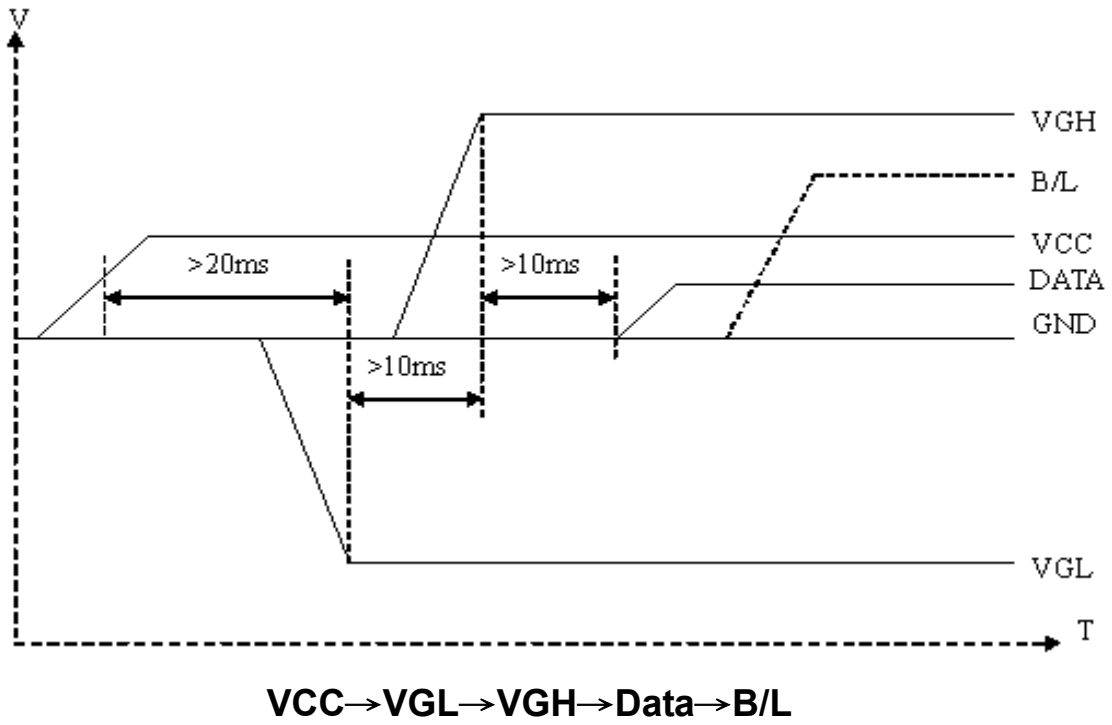 V
VGH
B/L
VCC
>20ms
>10ms
DATA
GND
>10ms
VGL
T
VCC→VGL→VGH→Data→B/L